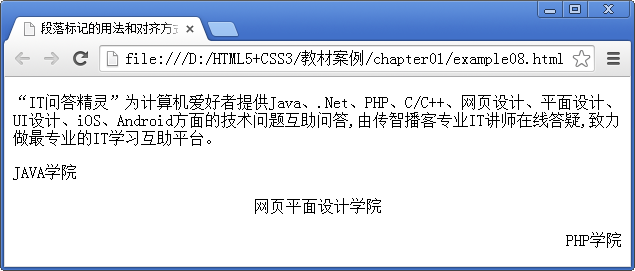 段落标记的用法和对齐方式
file:///D:/HTML5+CSS3/教材案例/chapter01/example08.html
“IT问答精灵”为计算机爱好者提供Java、.Net、PHP、C/C++、网页设计、平面设计、
UI设计、iOS、Android方面的技术问题互助问答,由传智播客专业IT讲师在线答疑,致力
做最专业的IT学习互助平台。
JAVA学院
网页平面设计学院
PHP学院